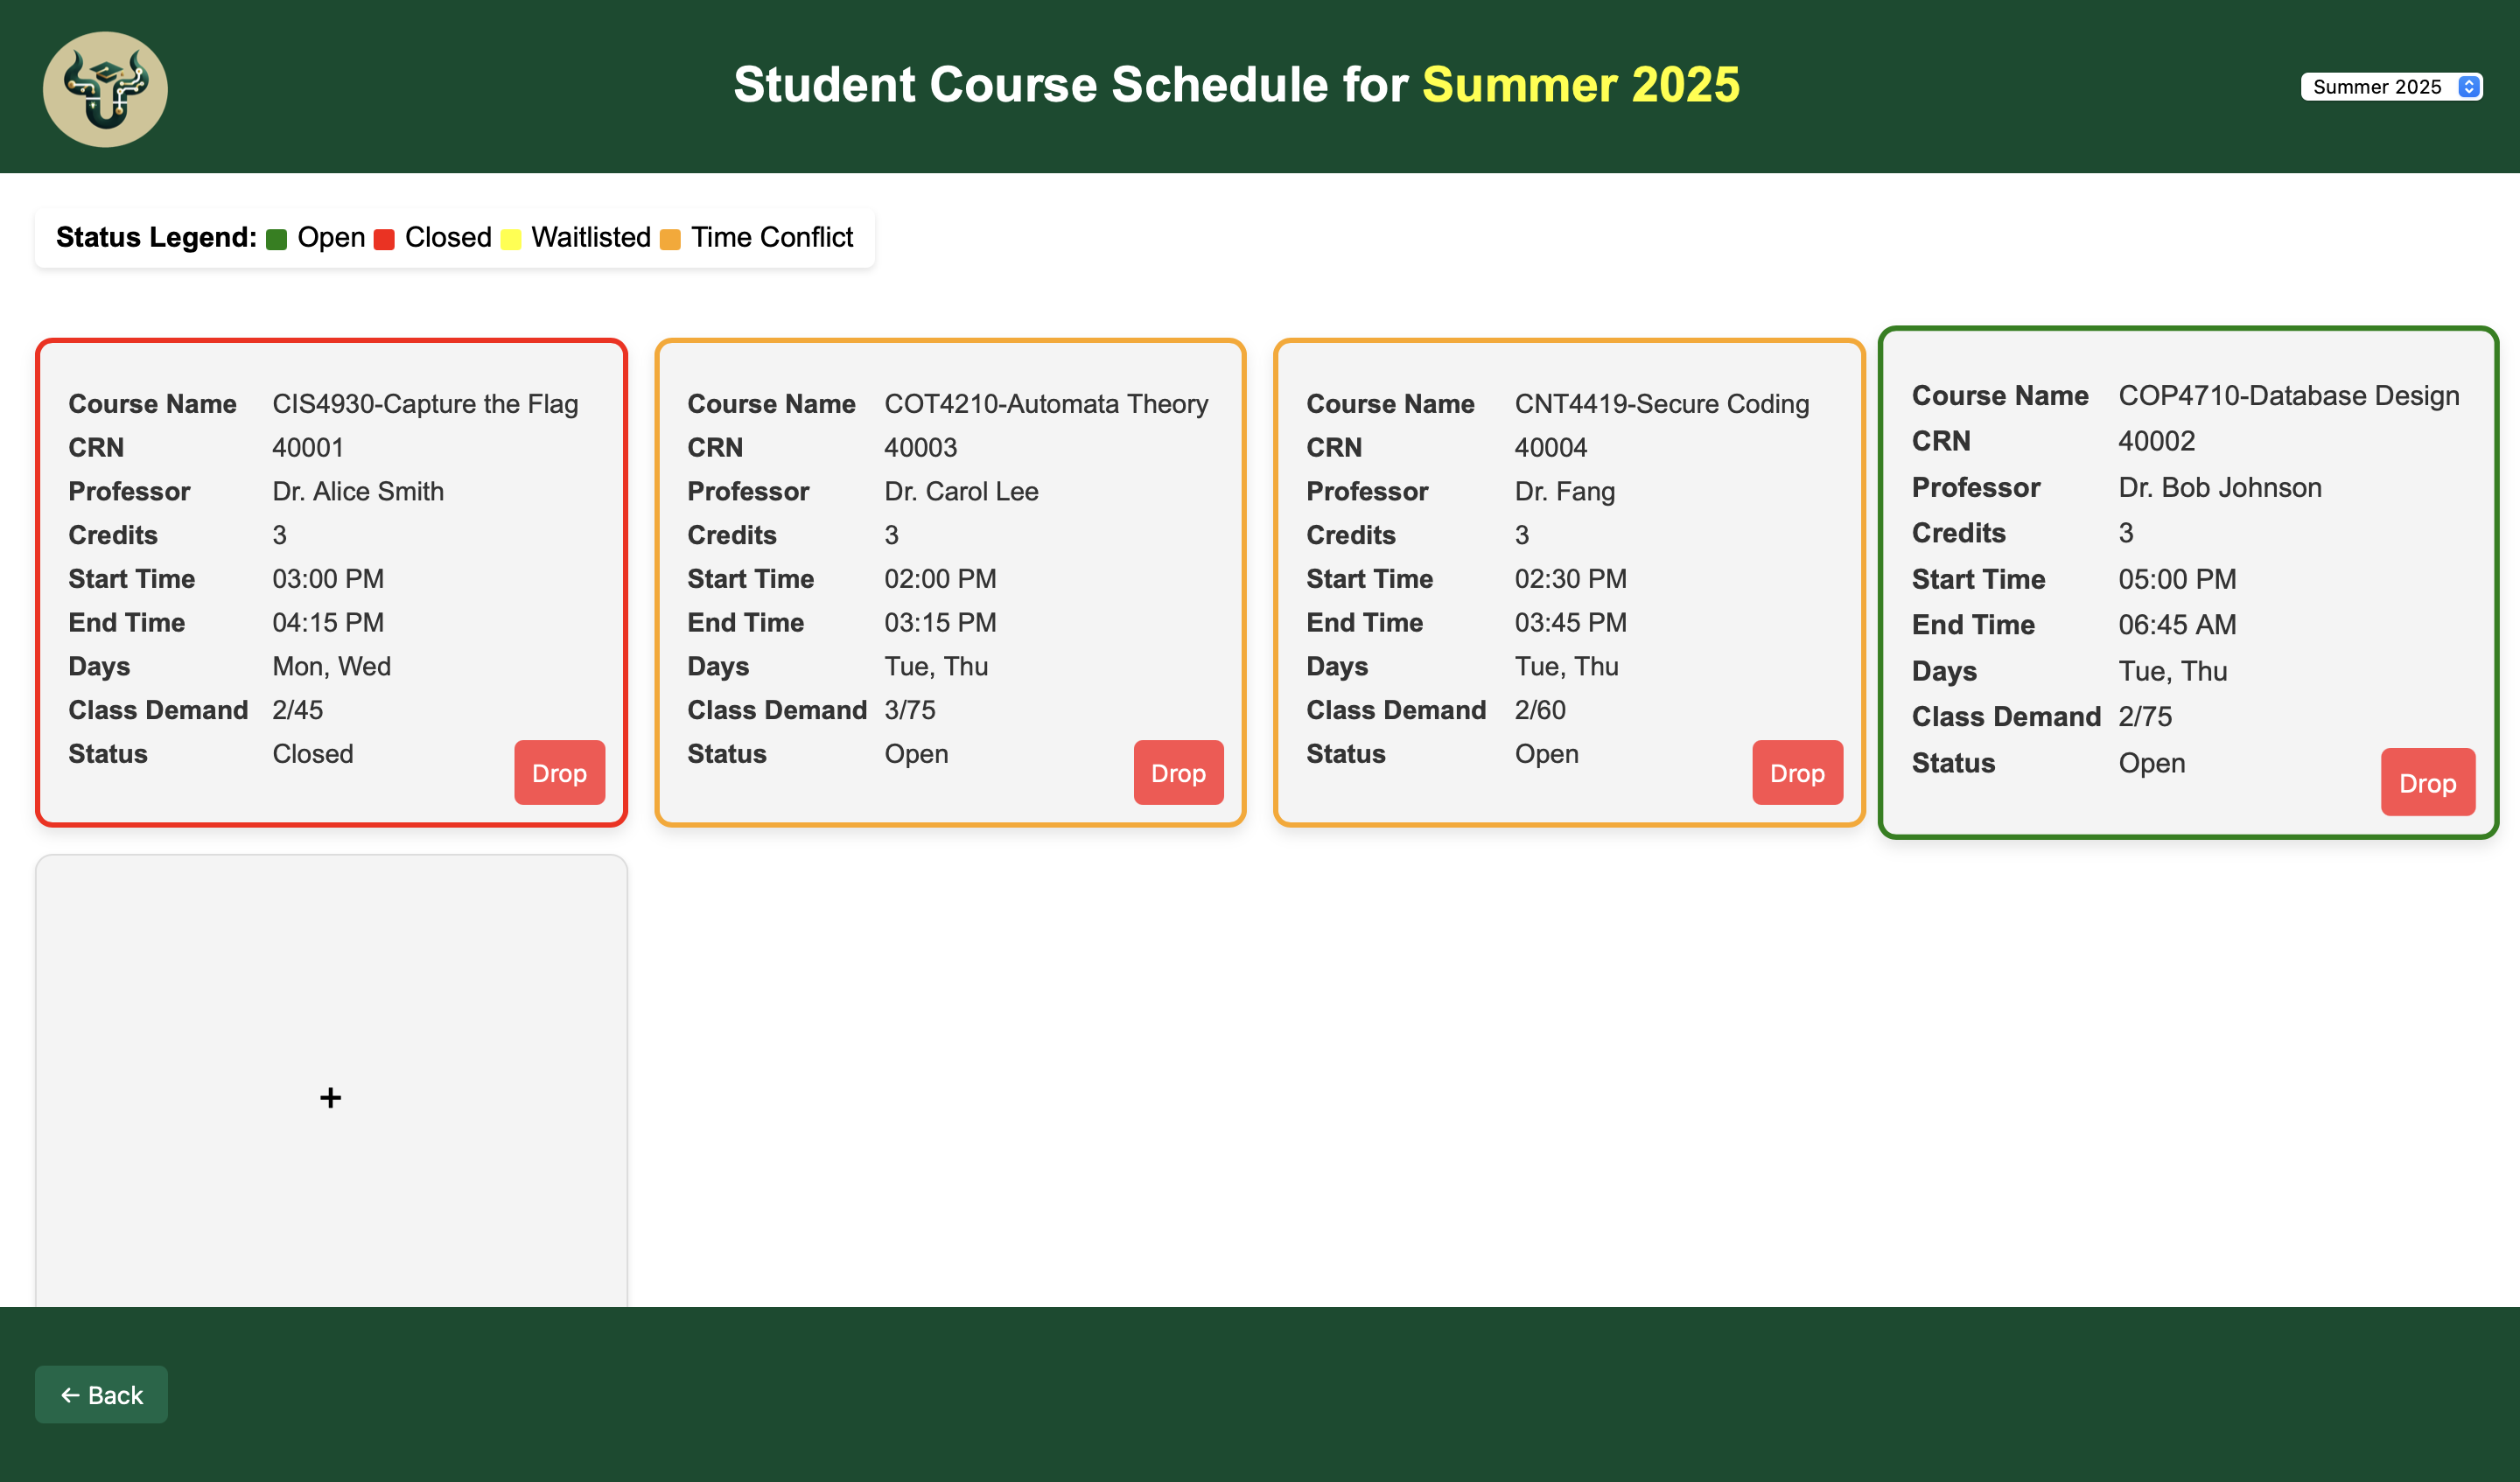 Student Course Schedule for Summer 2025
Summer 2025
Status Legend: Open Closed Waitlisted Time Conflict
Course Name CIS4930-Capture the Flag
CRN 40001
Professor Dr. Alice Smith
Credits 3
Start Time 03:00 PM
End Time 04:15 PM
Days Mon, Wed
Class Demand 2/45
Status Closed
Drop
Course Name COT4210-Automata Theory
CRN 40003
Professor Dr. Carol Lee
Credits 3
Start Time 02:00 PM
End Time 03:15 PM
Days Tue, Thu
Class Demand 3/75
Status Open
Drop
Course Name CNT4419-Secure Coding
CRN 40004
Professor Dr. Fang
Credits 3
Start Time 02:30 PM
End Time 03:45 PM
Days Tue, Thu
Class Demand 2/60
Status Open
Drop
Course Name COP4710-Database Design
CRN 40002
Professor Dr. Bob Johnson
Credits 3
Start Time 05:00 PM
End Time 06:45 AM
Days Tue, Thu
Class Demand 2/75
Status Open
Drop
+
← Back